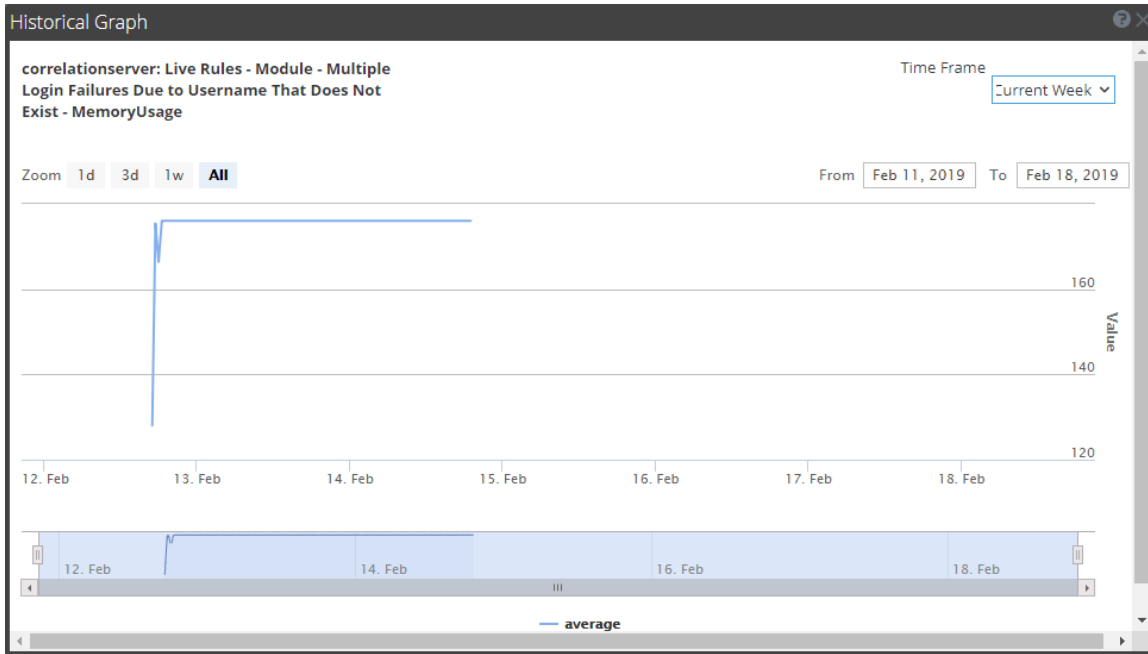 Historical Graph
correlationserver: Live Rules - Module - Multiple
Login Failures Due to Username That Does Not
Exist - MemoryUsage
Time Frame
Current Week
Zoom 1d 3d 1w All
From Feb 11, 2019 To Feb 18, 2019
160
Value
140
120
12. Feb 13. Feb 14. Feb 15. Feb 16. Feb 17. Feb 18. Feb
12. Feb 14. Feb 16. Feb 18. Feb
average